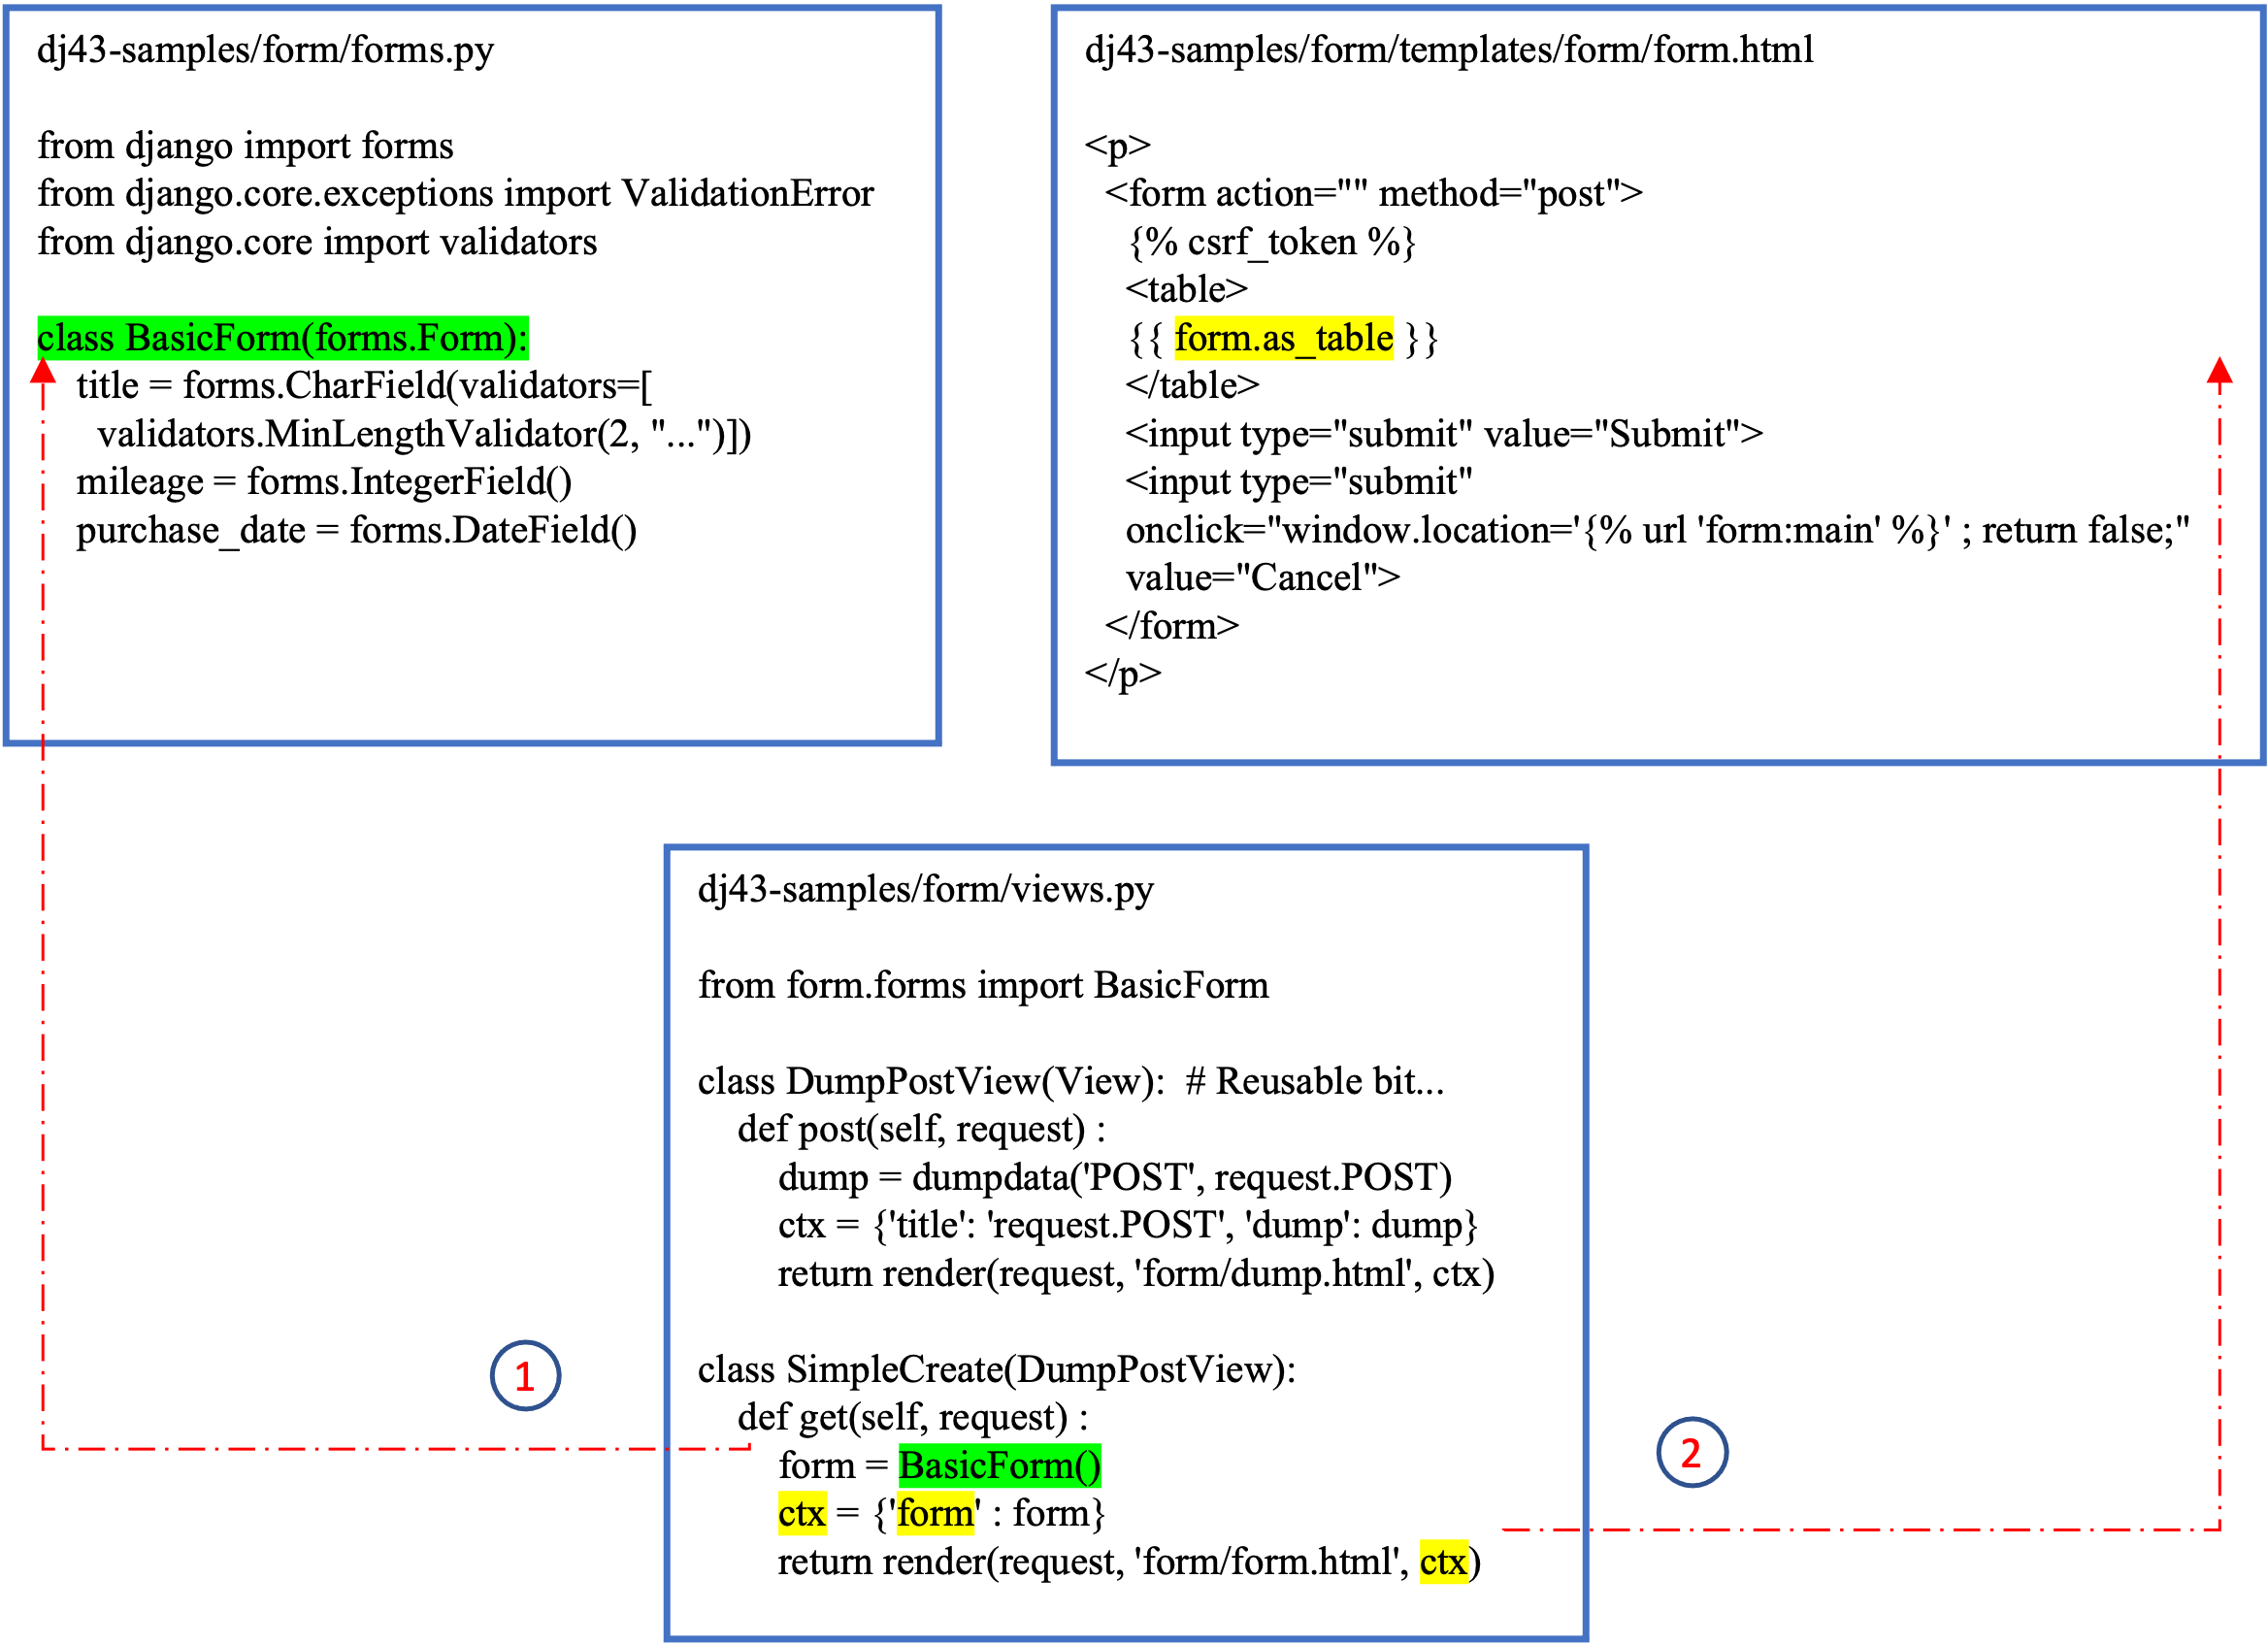 dj43-samples/form/forms.py
from django import forms
from django.core.exceptions import ValidationError
from django.core import validators
class BasicForm(forms.Form):
title = forms.CharField(validators=[
validators.MinLengthValidator(2, "...")])
mileage = forms.IntegerField()
purchase_date = forms.DateField()
dj43-samples/form/templates/form/form.html
<p>
<form action="" method="post">
{% csrf_token %}
<table>
{{ form.as_table }}
</table>
<input type="submit" value="Submit">
<input type="submit"
onclick="window.location='{% url 'form:main' %}' ; return false;"
value="Cancel">
</form>
</p>
dj43-samples/form/views.py
from form.forms import BasicForm
class DumpPostView(View):  # Reusable bit...
def post(self, request) :
dump = dumpdata('POST', request.POST)
ctx = {'title': 'request.POST', 'dump': dump}
return render(request, 'form/dump.html', ctx)
class SimpleCreate(DumpPostView):
def get(self, request) :
form = BasicForm()
ctx = {'form' : form}
return render(request, 'form/form.html', ctx)
1
2